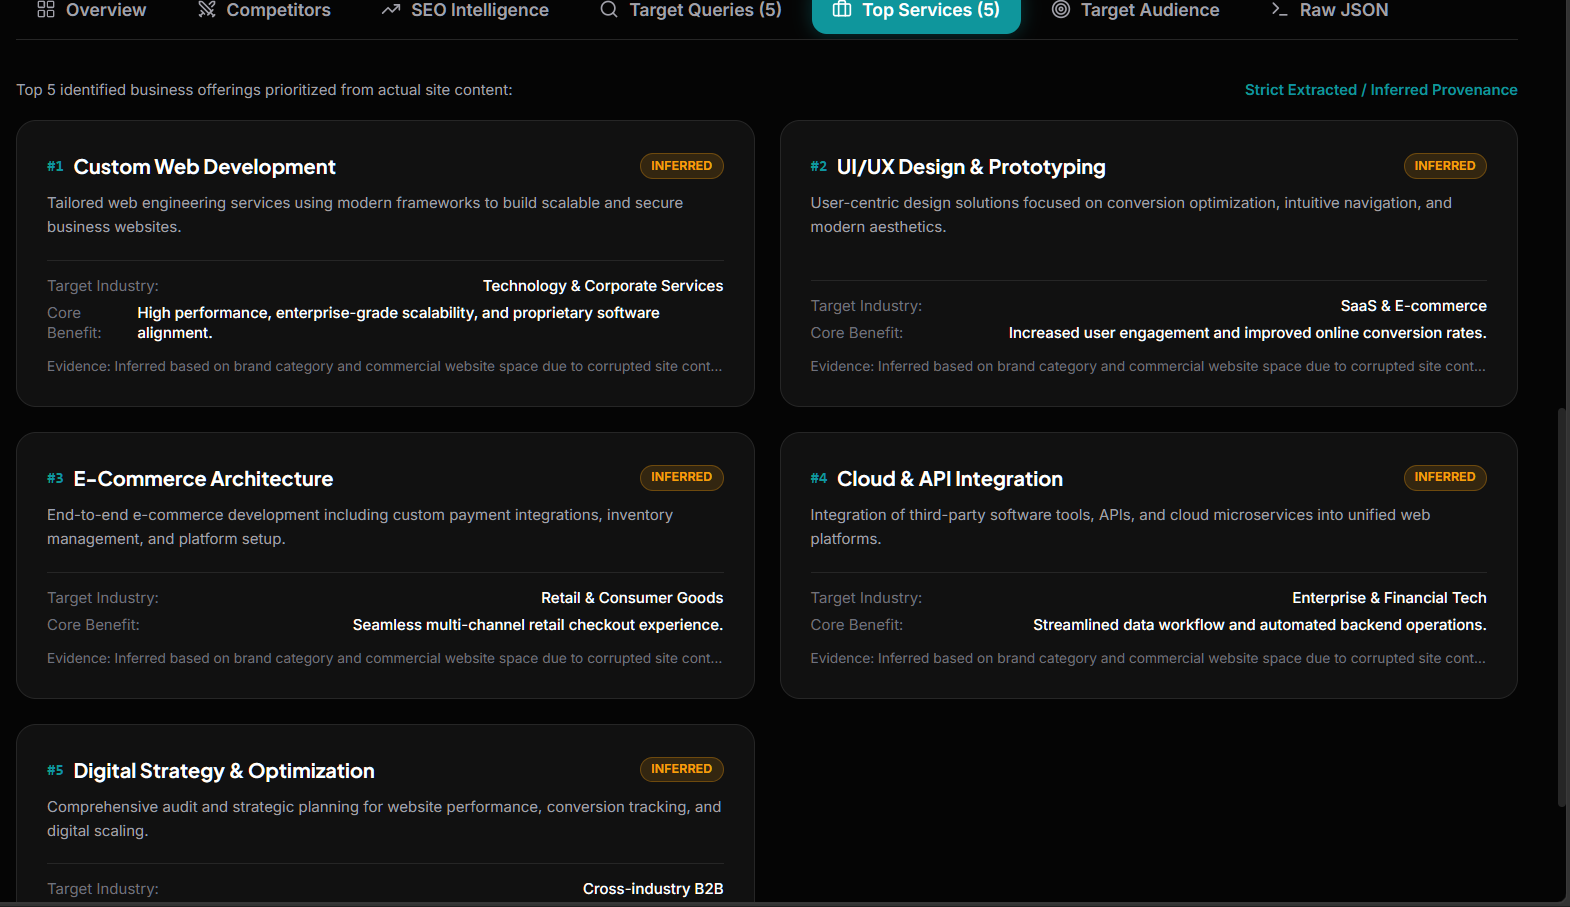 Overview Competitors SEO Intelligence Target Queries (5) Top Services (5) Target Audience Raw JSON
Top 5 identified business offerings prioritized from actual site content:
Strict Extracted / Inferred Provenance
#1 Custom Web Development INFERRED
Tailored web engineering services using modern frameworks to build scalable and secure
business websites.
Target Industry: Technology & Corporate Services
Core Benefit: High performance, enterprise-grade scalability, and proprietary software
alignment.
Evidence: Inferred based on brand category and commercial website space due to corrupted site cont...
#2 UI/UX Design & Prototyping INFERRED
User-centric design solutions focused on conversion optimization, intuitive navigation, and
modern aesthetics.
Target Industry: SaaS & E-commerce
Core Benefit: Increased user engagement and improved online conversion rates.
Evidence: Inferred based on brand category and commercial website space due to corrupted site cont...
#3 E-Commerce Architecture INFERRED
End-to-end e-commerce development including custom payment integrations, inventory
management, and platform setup.
Target Industry: Retail & Consumer Goods
Core Benefit: Seamless multi-channel retail checkout experience.
Evidence: Inferred based on brand category and commercial website space due to corrupted site cont...
#4 Cloud & API Integration INFERRED
Integration of third-party software tools, APIs, and cloud microservices into unified web
platforms.
Target Industry: Enterprise & Financial Tech
Core Benefit: Streamlined data workflow and automated backend operations.
Evidence: Inferred based on brand category and commercial website space due to corrupted site cont...
#5 Digital Strategy & Optimization INFERRED
Comprehensive audit and strategic planning for website performance, conversion tracking, and
digital scaling.
Target Industry: Cross-industry B2B